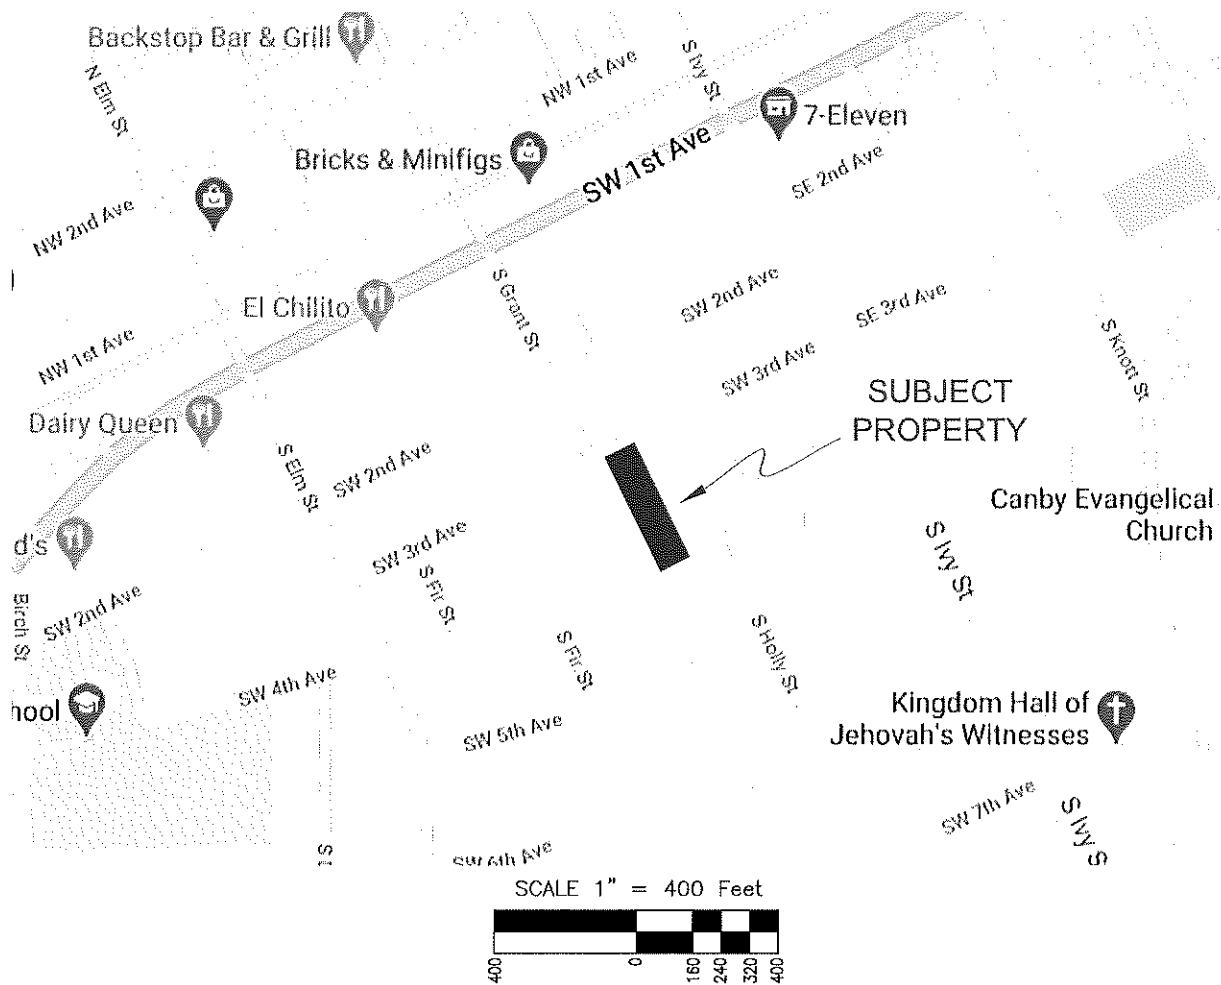 Backstop Bar & Grill
N Elm St
NW 1st Ave
S Ivy St
7-Eleven
Bricks & Minifigs
SW 1st Ave
SE 2nd Ave
NW 2nd Ave
El Chilito
S Grant St
SW 2nd Ave
SE 3rd Ave
NW 1st Ave
SW 3rd Ave
S Knott St
SUBJECT
PROPERTY
Dairy Queen
S Elm St
SW 2nd Ave
Canby Evangelical
Church
d's
SW 3rd Ave
S Ivy St
S Fir St
Birch St
SW 2nd Ave
S Fir St
S Holly St
SW 4th Ave
hool
Kingdom Hall of
Jehovah's Witnesses
SW 5th Ave
SW 7th Ave
S Ivy S
SW 6th Ave
SCALE 1" = 400 Feet
400 0 160 240 320 400